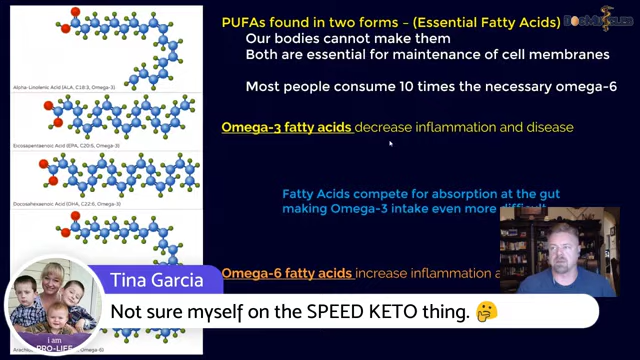 DocMuscles
PUFAs found in two forms – (Essential Fatty Acids)
Our bodies cannot make them
Both are essential for maintenance of cell membranes
Most people consume 10 times the necessary omega-6
Omega-3 fatty acids decrease inflammation and disease
Fatty Acids compete for absorption at the gut
making Omega-3 intake even more difficult
Omega-6 fatty acids increase inflammation a
Alpha-Linolenic Acid (ALA, C18:3, Omega-3)
Eicosapentaenoic Acid (EPA, C20:5, Omega-3)
Docosahexaenoic Acid (DHA, C22:6, Omega-3)
Tina Garcia
Not sure myself on the SPEED KETO thing. 🤔
i am
PRO-LIFE